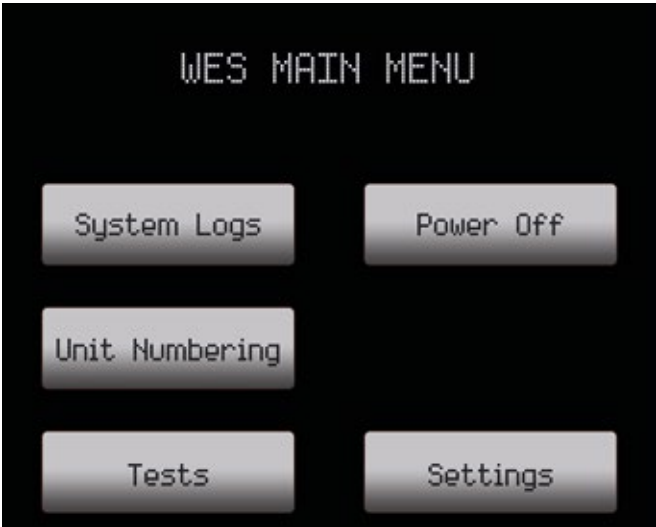 WES MAIN MENU
System Logs
Power Off
Unit Numbering
Tests
Settings